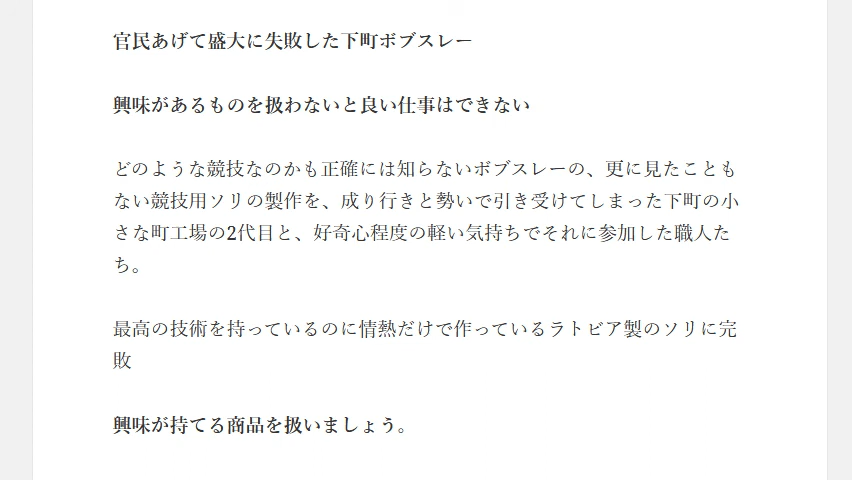 官民あげて盛大に失敗した下町ボブスレー
興味があるものを扱わないと良い仕事はできない
どのような競技なのかも正確には知らないボブスレーの、更に見たことも
ない競技用ソリの製作を、成り行きと勢いで引き受けてしまった下町の小
さな町工場の2代目と、好奇心程度の軽い気持ちでそれに参加した職人た
ち。
最高の技術を持っているのに情熱だけで作っているラトビア製のソリに完
敗
興味が持てる商品を扱いましょう。